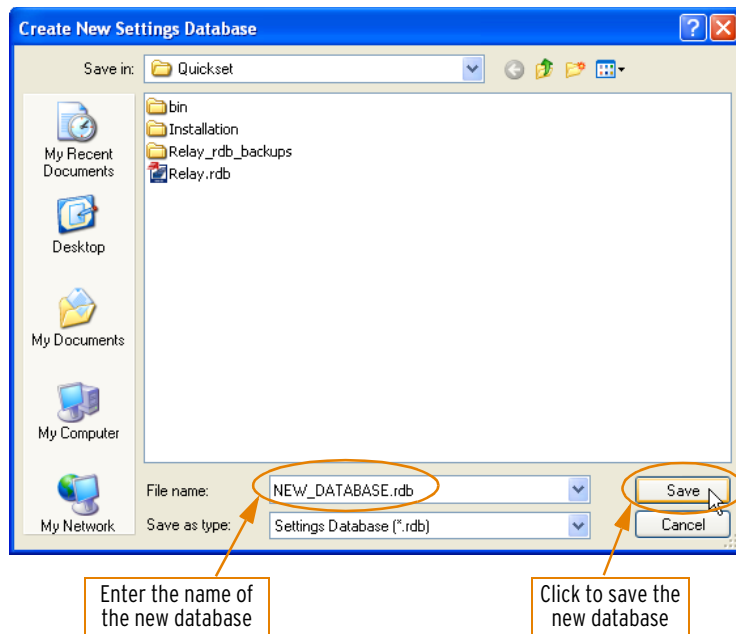 Create New Settings Database
Save in:
Quickset
bin
Installation
Relay_rdb_backups
Relay.rdb
My Recent
Documents
Desktop
My Documents
My Computer
My Network
File name:
NEW_DATABASE.rdb
Save
Save as type:
Settings Database (*.rdb)
Cancel
Enter the name of
the new database
Click to save the
new database